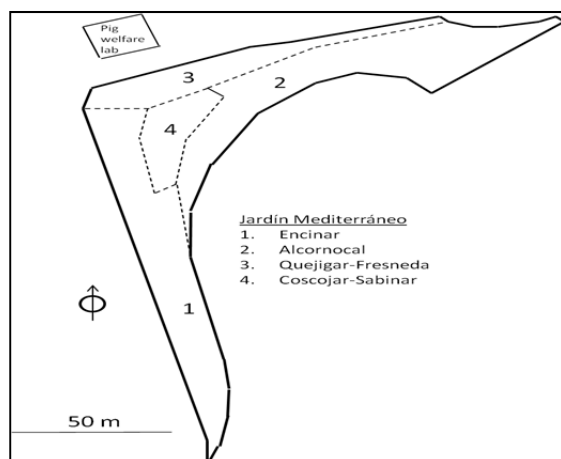 Pig
welfare
lab
3
2
4
Jardín Mediterráneo
1. Encinar
2. Alcornocal
3. Quejigar-Fresneda
4. Coscojar-Sabinar
1
50 m